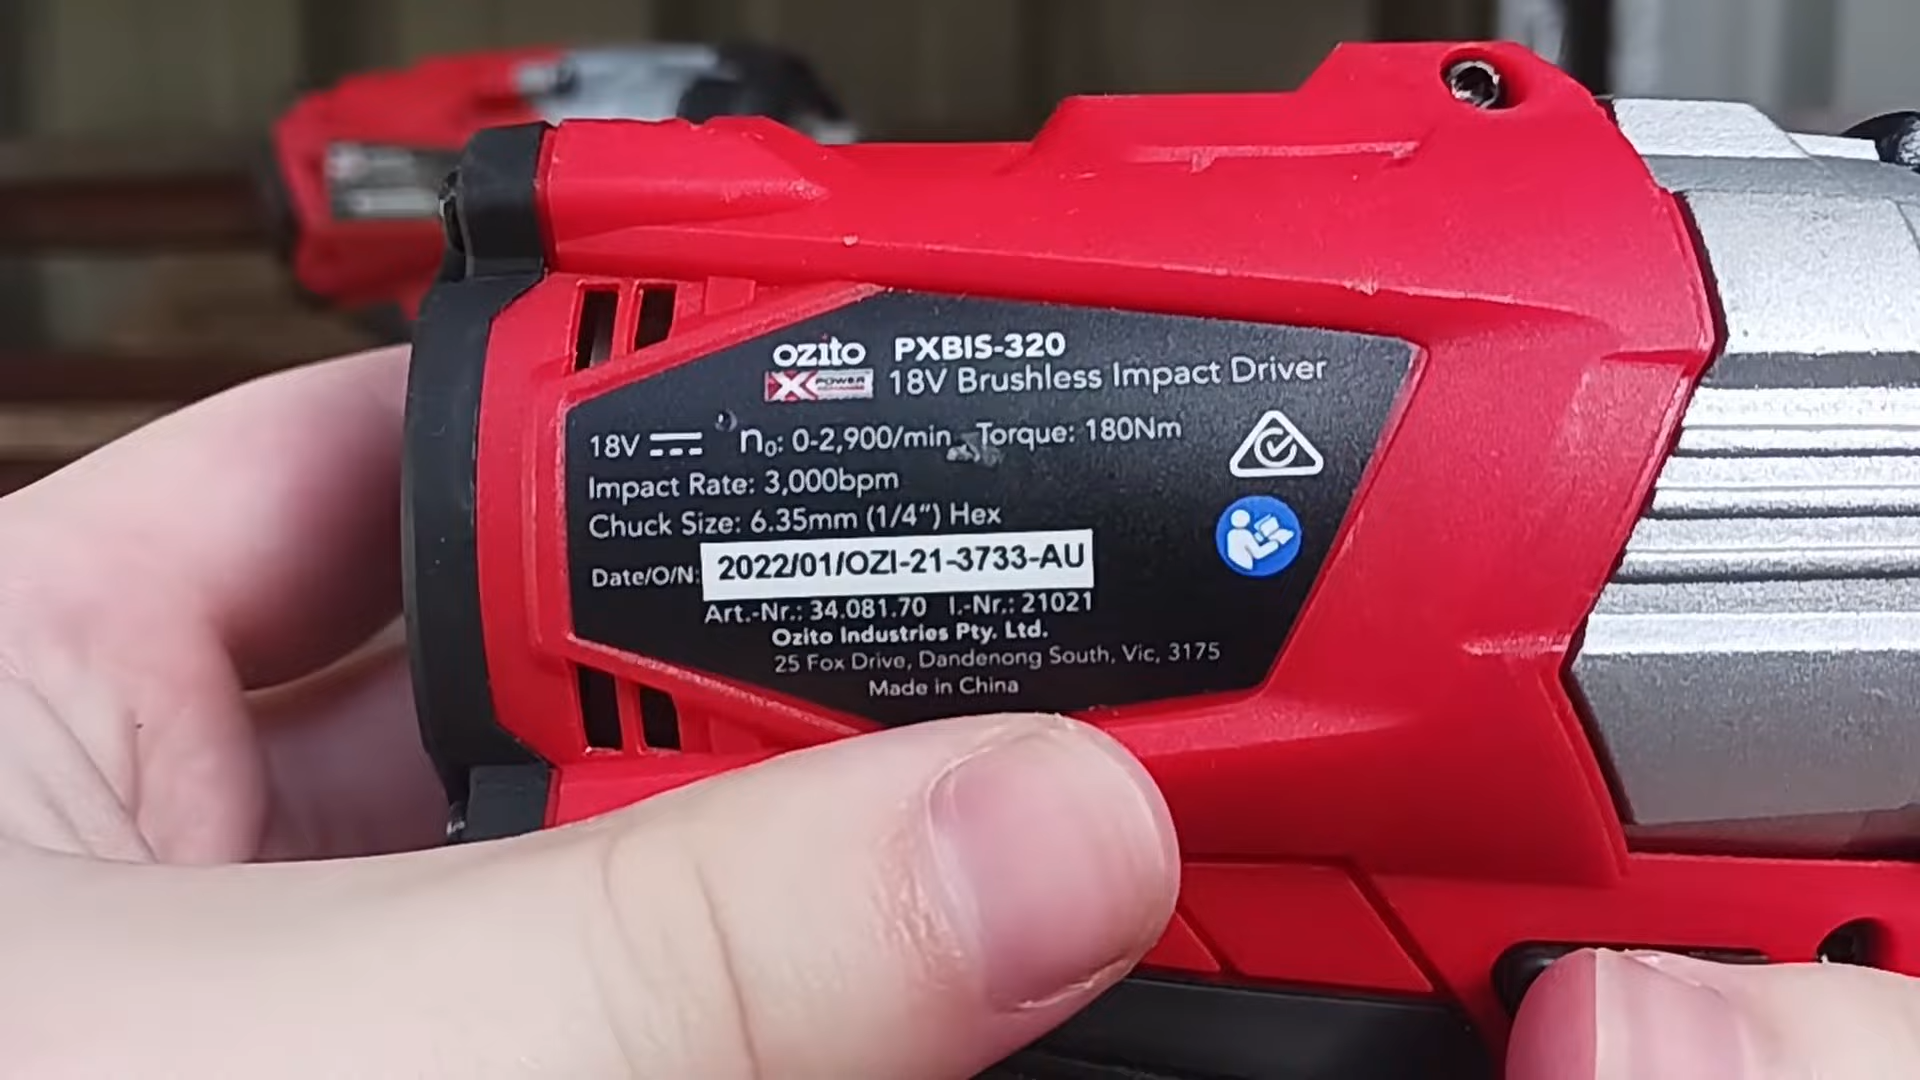 ozito PXBIS-320
X POWER 18V Brushless Impact Driver
18V n₀: 0-2,900/min Torque: 180Nm
Impact Rate: 3,000bpm
Chuck Size: 6.35mm (1/4") Hex
Date/O/N: 2022/01/OZI-21-3733-AU
Art.-Nr.: 34.081.70 I.-Nr.: 21021
Ozito Industries Pty. Ltd.
25 Fox Drive, Dandenong South, Vic, 3175
Made in China